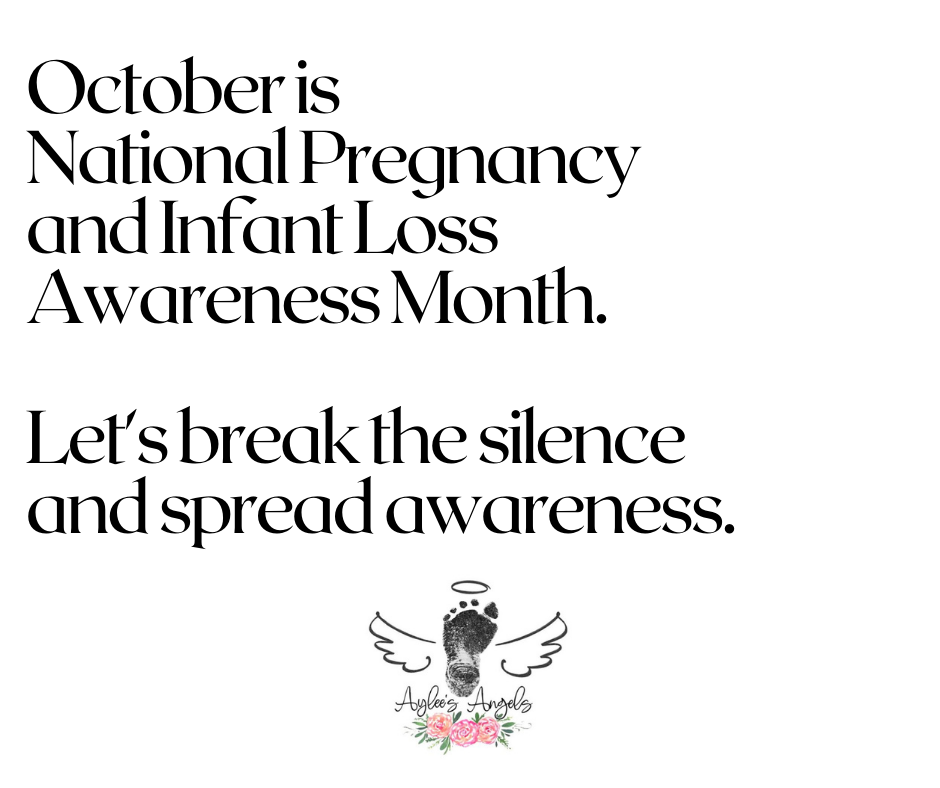 October is
National Pregnancy
and Infant Loss
Awareness Month.
Let's break the silence
and spread awareness.
Aylee's Angels